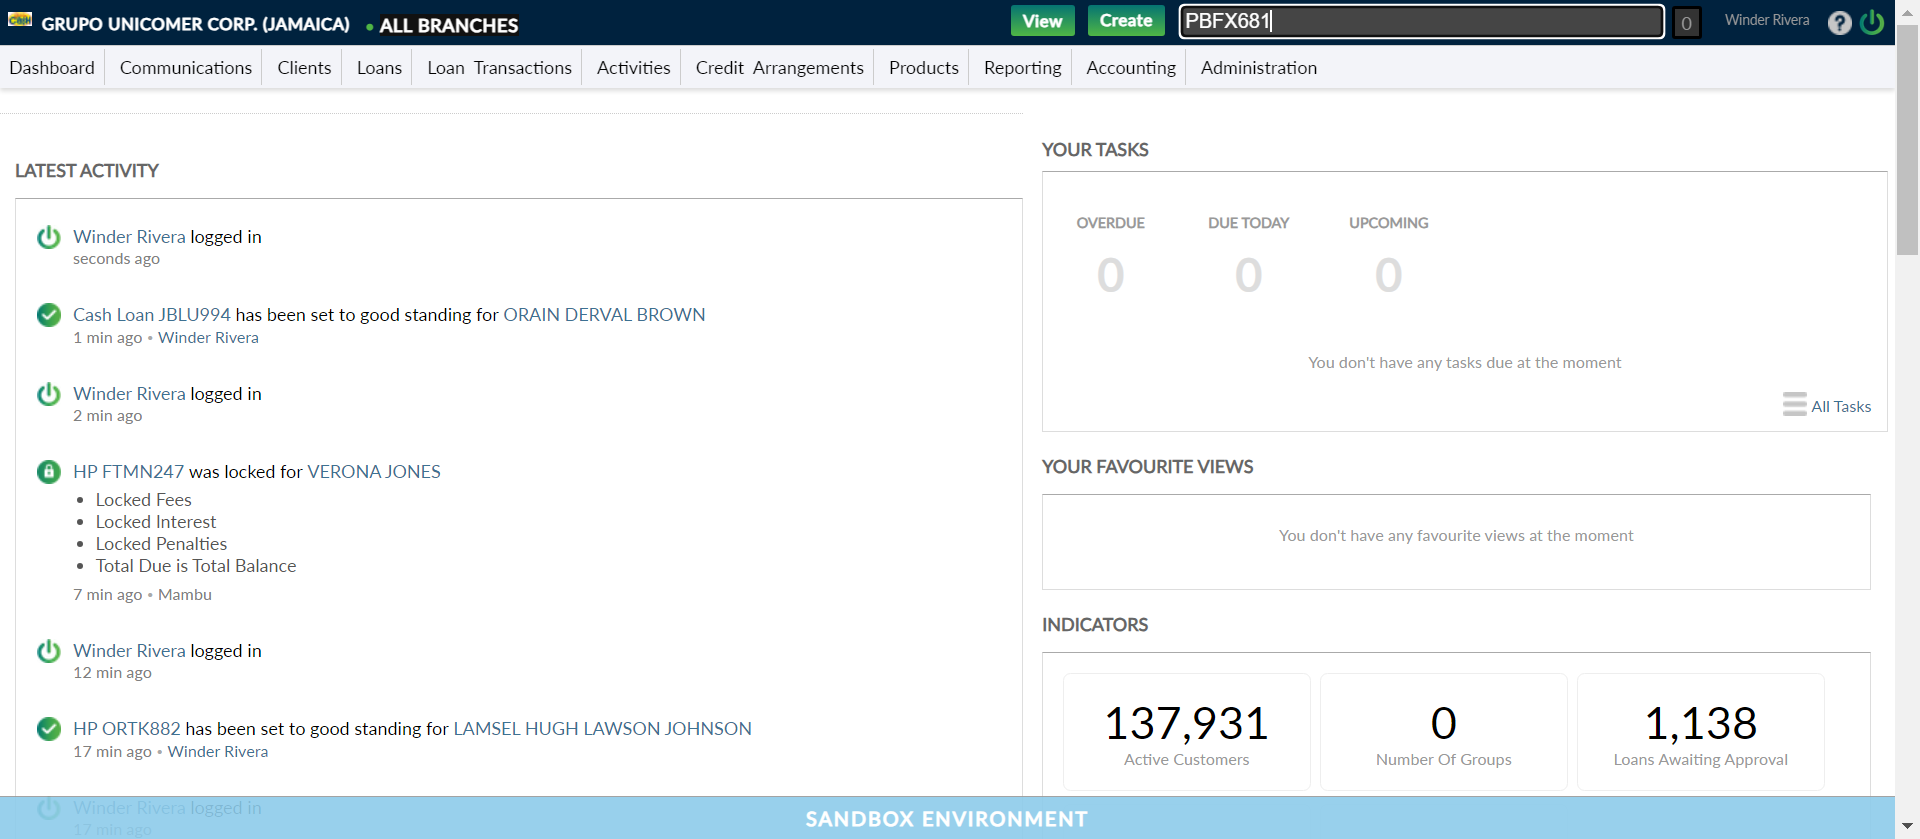 Cash GRUPO UNICOMER CORP. (JAMAICA) • ALL BRANCHES View Create PBFX681 0 Winder Rivera ?
Dashboard Communications Clients Loans Loan Transactions Activities Credit Arrangements Products Reporting Accounting Administration
LATEST ACTIVITY
Winder Rivera logged in
seconds ago
Cash Loan JBLU994 has been set to good standing for ORAIN DERVAL BROWN
1 min ago • Winder Rivera
Winder Rivera logged in
2 min ago
HP FTMN247 was locked for VERONA JONES
• Locked Fees
• Locked Interest
• Locked Penalties
• Total Due is Total Balance
7 min ago • Mambu
Winder Rivera logged in
12 min ago
HP ORTK882 has been set to good standing for LAMSEL HUGH LAWSON JOHNSON
17 min ago • Winder Rivera
Winder Rivera logged in
17 min ago
YOUR TASKS
OVERDUE DUE TODAY UPCOMING
0 0 0
You don't have any tasks due at the moment
All Tasks
YOUR FAVOURITE VIEWS
You don't have any favourite views at the moment
INDICATORS
137,931 0 1,138
Active Customers Number Of Groups Loans Awaiting Approval
SANDBOX ENVIRONMENT